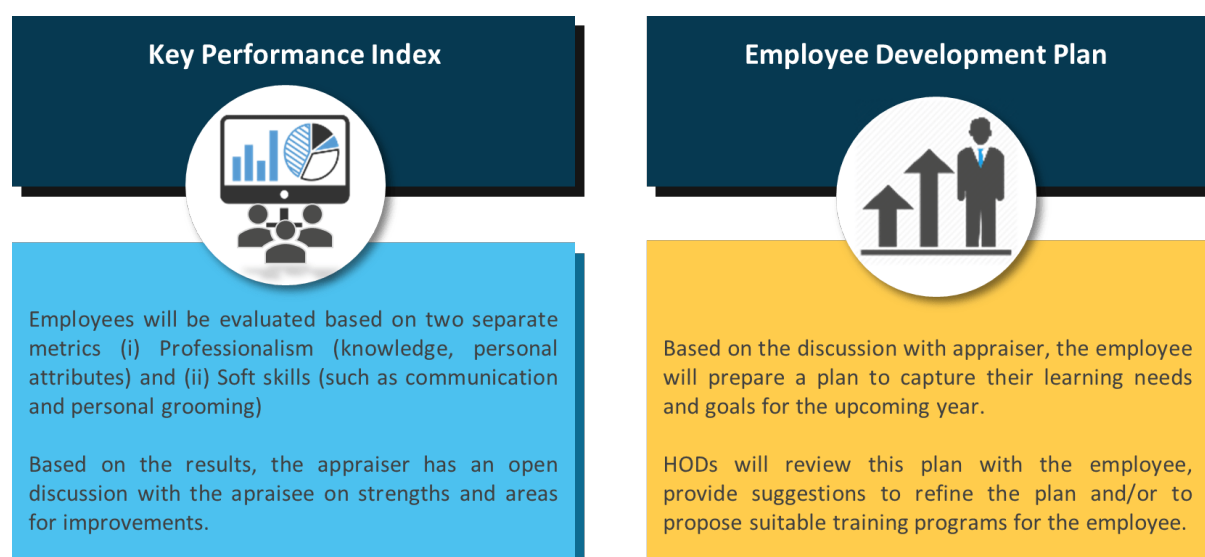 Key Performance Index
Employees will be evaluated based on two separate
metrics (i) Professionalism (knowledge, personal
attributes) and (ii) Soft skills (such as communication
and personal grooming)
Based on the results, the appraiser has an open
discussion with the apraisee on strengths and areas
for improvements.
Employee Development Plan
Based on the discussion with appraiser, the employee
will prepare a plan to capture their learning needs
and goals for the upcoming year.
HODs will review this plan with the employee,
provide suggestions to refine the plan and/or to
propose suitable training programs for the employee.